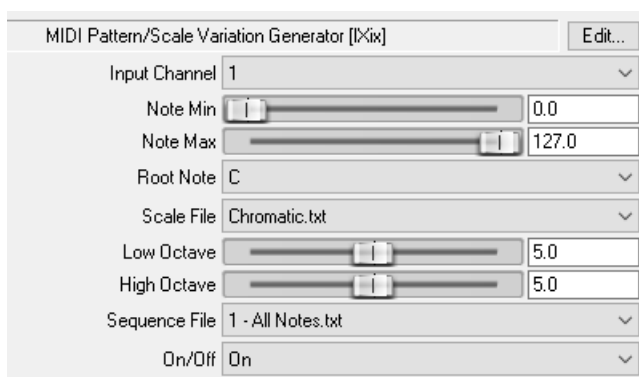 MIDI Pattern/Scale Variation Generator [IXix] Edit...
Input Channel 1
Note Min 0.0
Note Max 127.0
Root Note C
Scale File Chromatic.txt
Low Octave 5.0
High Octave 5.0
Sequence File 1 - All Notes.txt
On/Off On